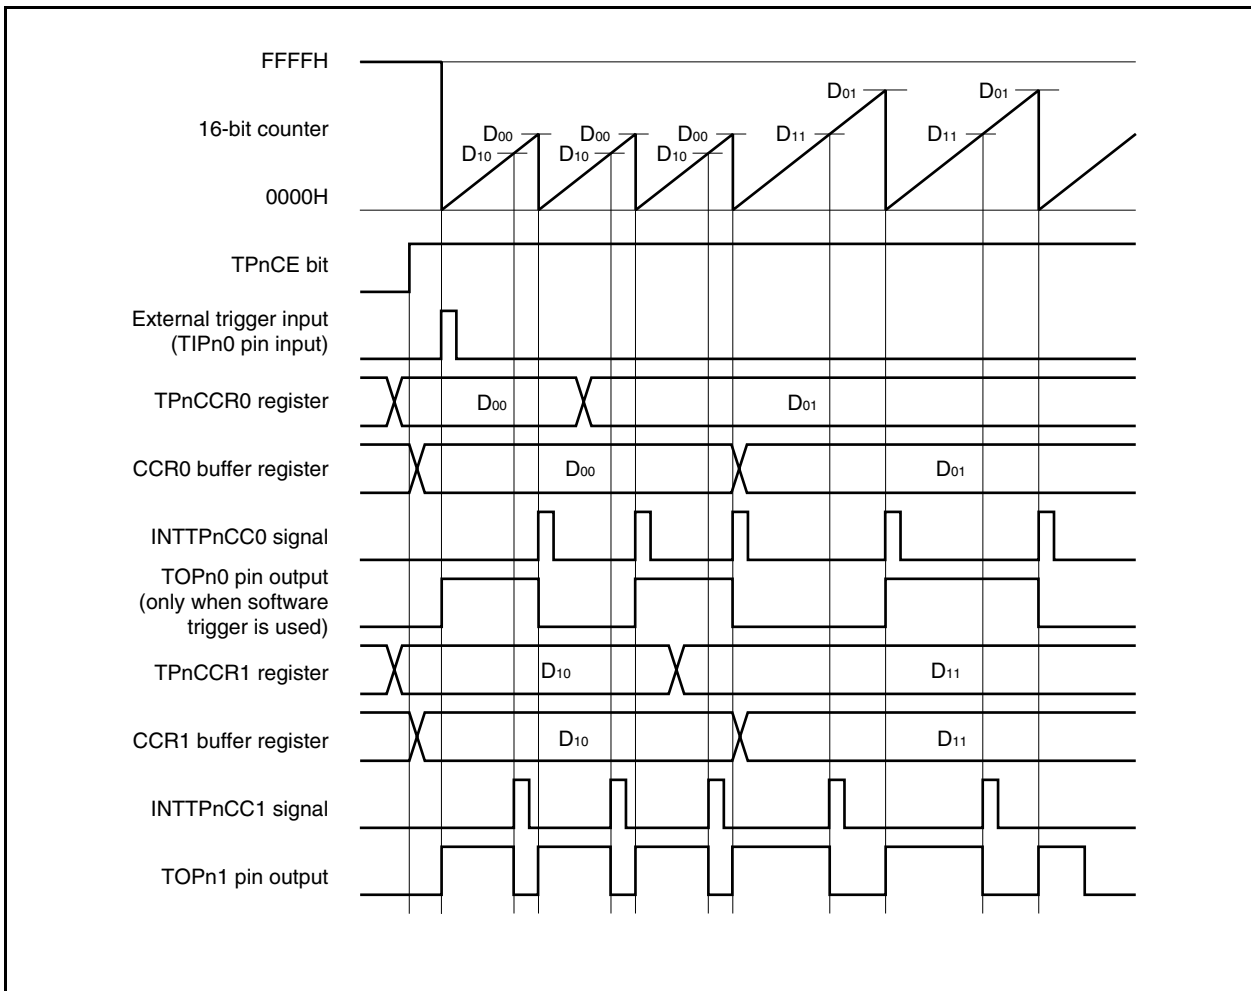 FFFFH
D01
D01
16-bit counter
D00
D00
D00
D11
D11
D10
D10
D10
0000H
TPnCE bit
External trigger input
(TIPn0 pin input)
TPnCCR0 register
D00
D01
CCR0 buffer register
D00
D01
INTTPnCC0 signal
TOPn0 pin output
(only when software
trigger is used)
TPnCCR1 register
D10
D11
CCR1 buffer register
D10
D11
INTTPnCC1 signal
TOPn1 pin output